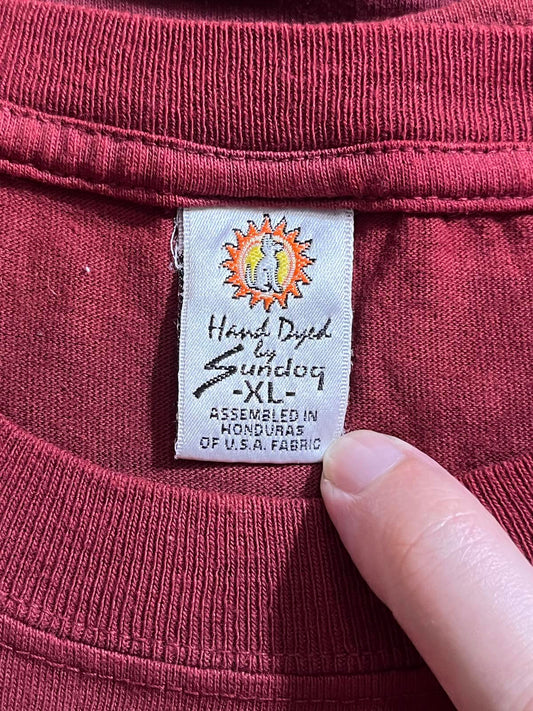 Hand Dyed
by
Sundog
-XL-
ASSEMBLED IN
HONDURAS
OF U.S.A. FABRIC